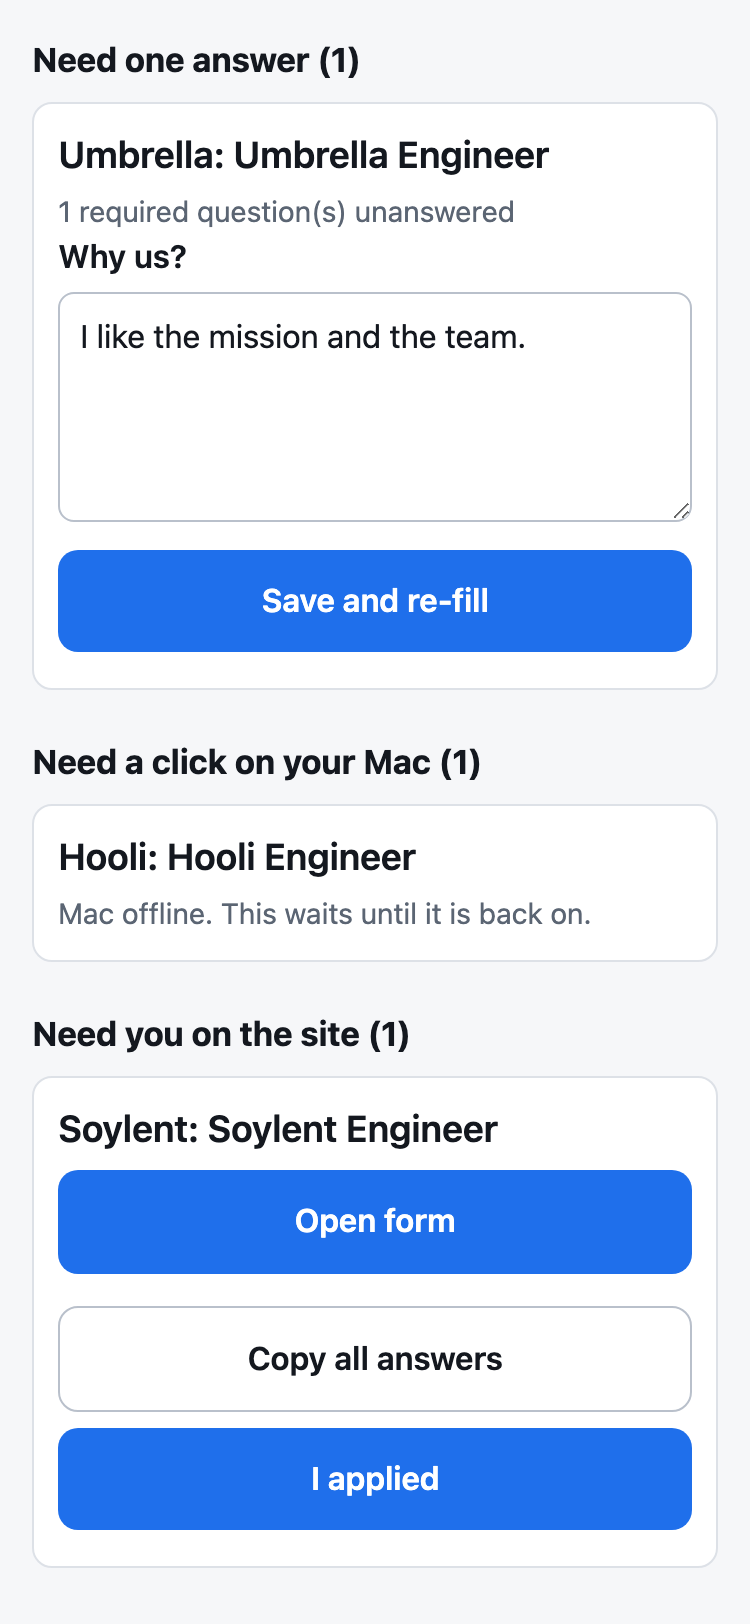 Need one answer (1)
Umbrella: Umbrella Engineer
1 required question(s) unanswered
Why us?
I like the mission and the team.
Save and re-fill
Need a click on your Mac (1)
Hooli: Hooli Engineer
Mac offline. This waits until it is back on.
Need you on the site (1)
Soylent: Soylent Engineer
Open form
Copy all answers
I applied